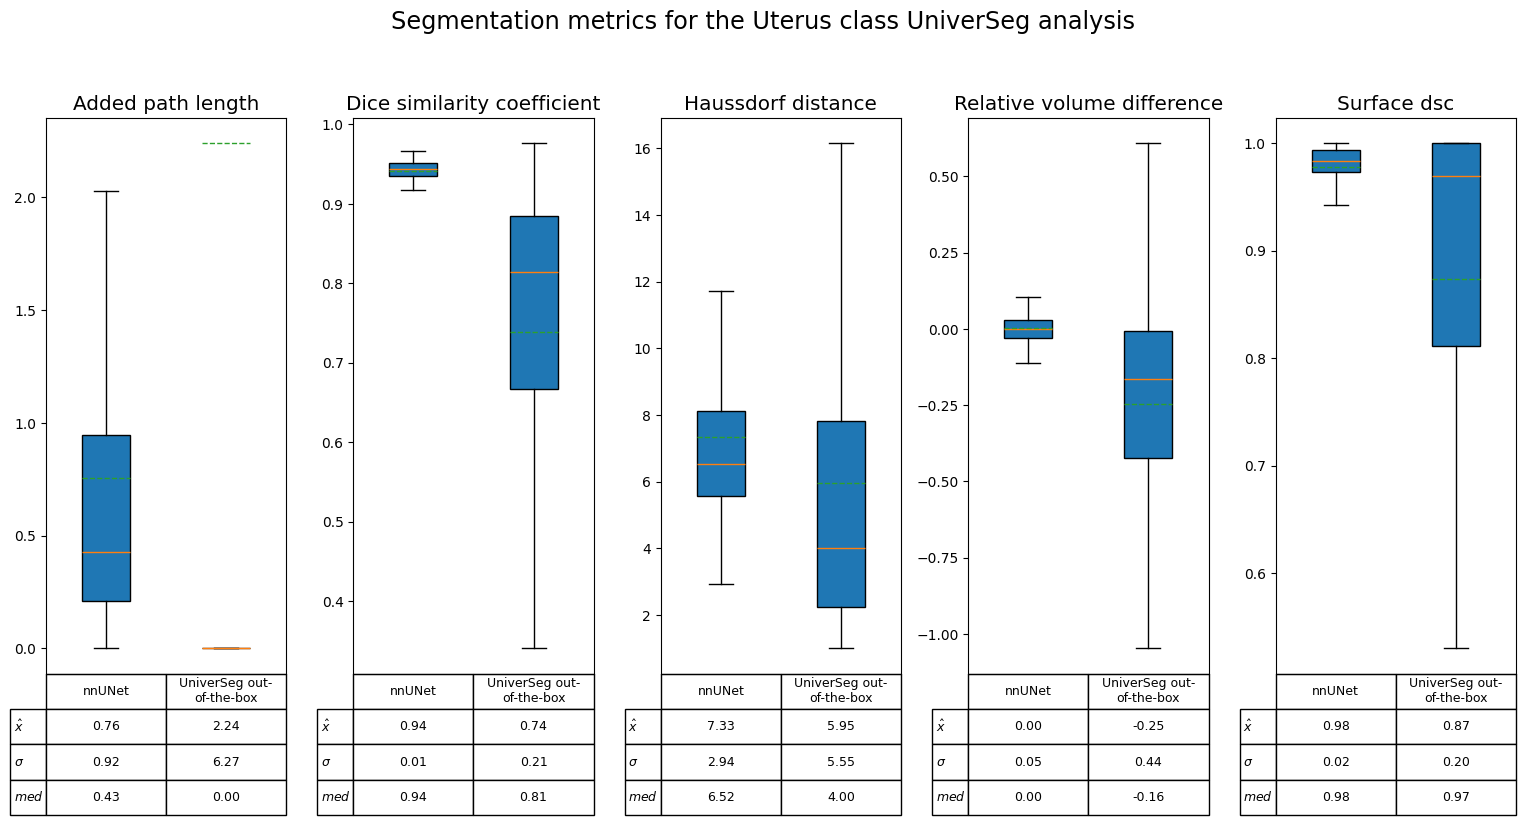 Segmentation metrics for the Uterus class UniverSeg analysis
Added path length
2.0
1.5
1.0
0.5
0.0
nnUNet
UniverSeg out-
of-the-box
x̂ 0.76 2.24
σ 0.92 6.27
med 0.43 0.00
Dice similarity coefficient
1.0
0.9
0.8
0.7
0.6
0.5
0.4
nnUNet
UniverSeg out-
of-the-box
x̂ 0.94 0.74
σ 0.01 0.21
med 0.94 0.81
Haussdorf distance
16
14
12
10
8
6
4
2
nnUNet
UniverSeg out-
of-the-box
x̂ 7.33 5.95
σ 2.94 5.55
med 6.52 4.00
Relative volume difference
0.50
0.25
0.00
−0.25
−0.50
−0.75
−1.00
nnUNet
UniverSeg out-
of-the-box
x̂ 0.00 -0.25
σ 0.05 0.44
med 0.00 -0.16
Surface dsc
1.0
0.9
0.8
0.7
0.6
nnUNet
UniverSeg out-
of-the-box
x̂ 0.98 0.87
σ 0.02 0.20
med 0.98 0.97